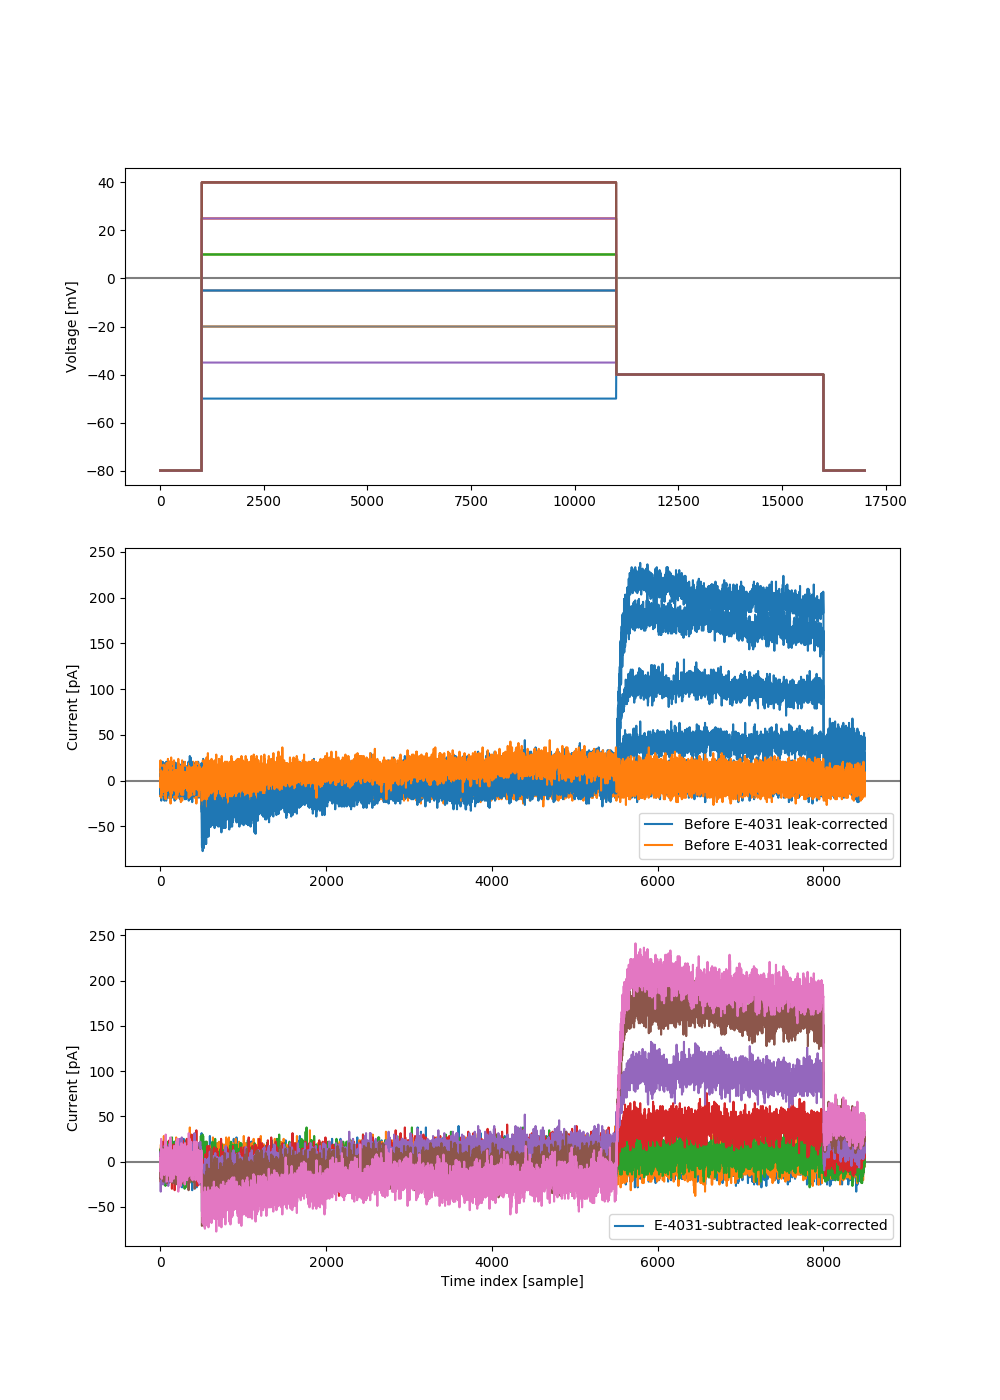 40
20
0
−20
−40
−60
−80
Voltage [mV]
0 2500 5000 7500 10000 12500 15000 17500
250
200
150
100
50
0
−50
Current [pA]
Before E-4031 leak-corrected
Before E-4031 leak-corrected
0 2000 4000 6000 8000
250
200
150
100
50
0
−50
Current [pA]
E-4031-subtracted leak-corrected
0 2000 4000 6000 8000
Time index [sample]